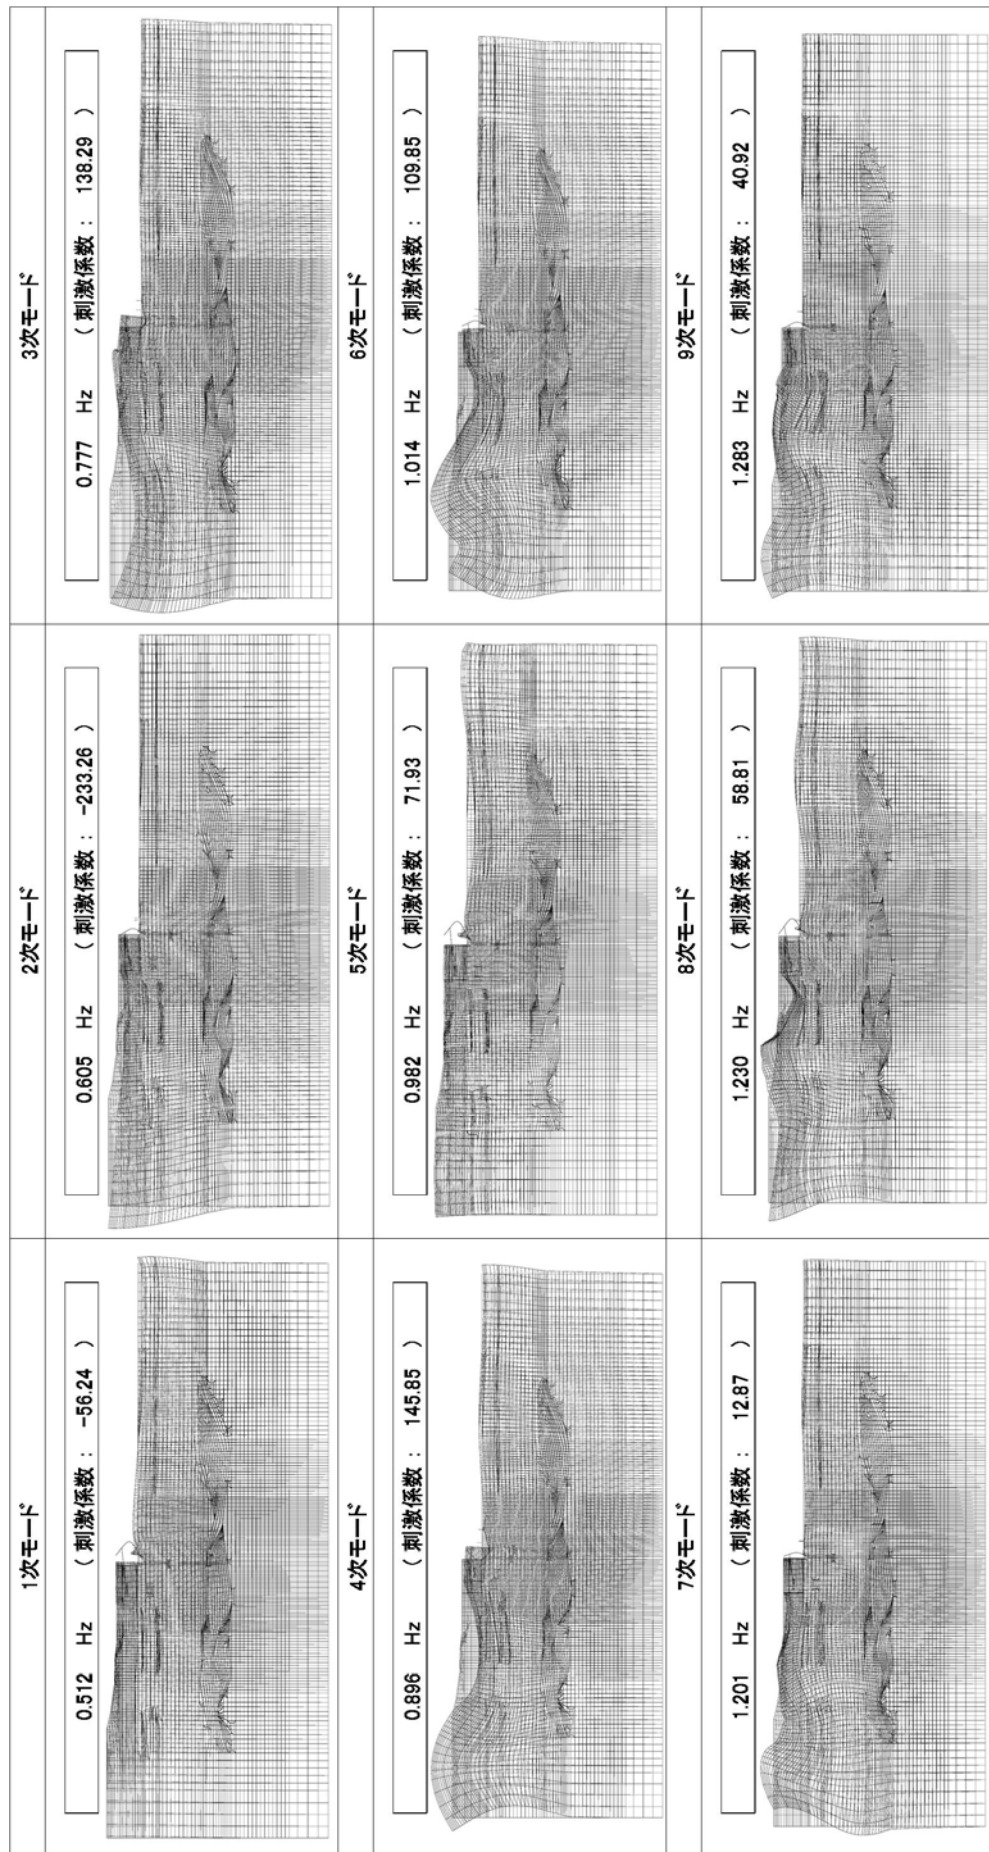 1次モード
0.512 Hz (刺激係数 : -56.24 )
2次モード
0.605 Hz (刺激係数 : -233.26 )
3次モード
0.777 Hz (刺激係数 : 138.29 )
4次モード
0.896 Hz (刺激係数 : 145.85 )
5次モード
0.982 Hz (刺激係数 : 71.93 )
6次モード
1.014 Hz (刺激係数 : 109.85 )
7次モード
1.201 Hz (刺激係数 : 12.87 )
8次モード
1.230 Hz (刺激係数 : 58.81 )
9次モード
1.283 Hz (刺激係数 : 40.92 )